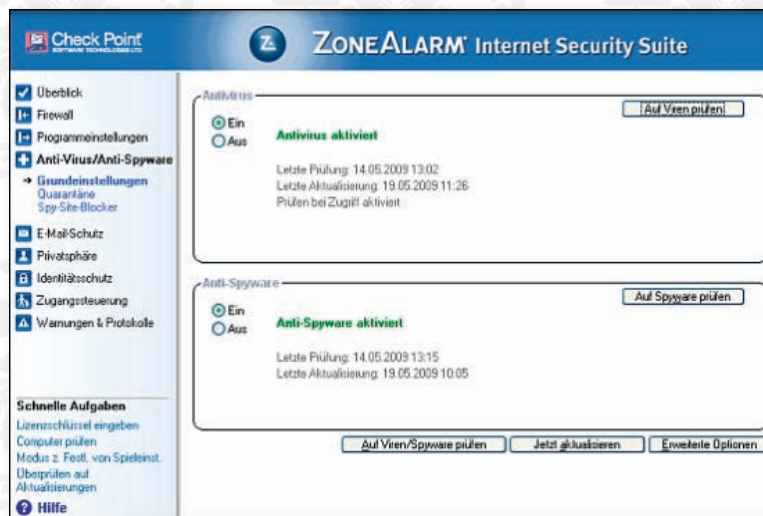 Check Point
SOFTWARE TECHNOLOGIES LTD.
ZONEALARM® Internet Security Suite
Überblick
Firewall
Programmeinstellungen
Anti-Virus/Anti-Spyware
Grundeinstellungen
Quarantäne
Spy-Site-Blocker
E-Mail-Schutz
Privatsphäre
Identitätsschutz
Zugangssteuerung
Warnungen & Protokolle
Schnelle Aufgaben
Lizenzschlüssel eingeben
Computer prüfen
Modus z. Festl. von Spieleinst.
Überprüfen auf
Aktualisierungen
Hilfe
Antivirus
Auf Viren prüfen
Ein
Aus
Antivirus aktiviert
Letzte Prüfung: 14.05.2009 13:02
Letzte Aktualisierung: 19.05.2009 11:26
Prüfen bei Zugriff aktiviert
Anti-Spyware
Auf Spyware prüfen
Ein
Aus
Anti-Spyware aktiviert
Letzte Prüfung: 14.05.2009 13:15
Letzte Aktualisierung: 19.05.2009 10:05
Auf Viren/Spyware prüfen
Jetzt aktualisieren
Erweiterte Optionen